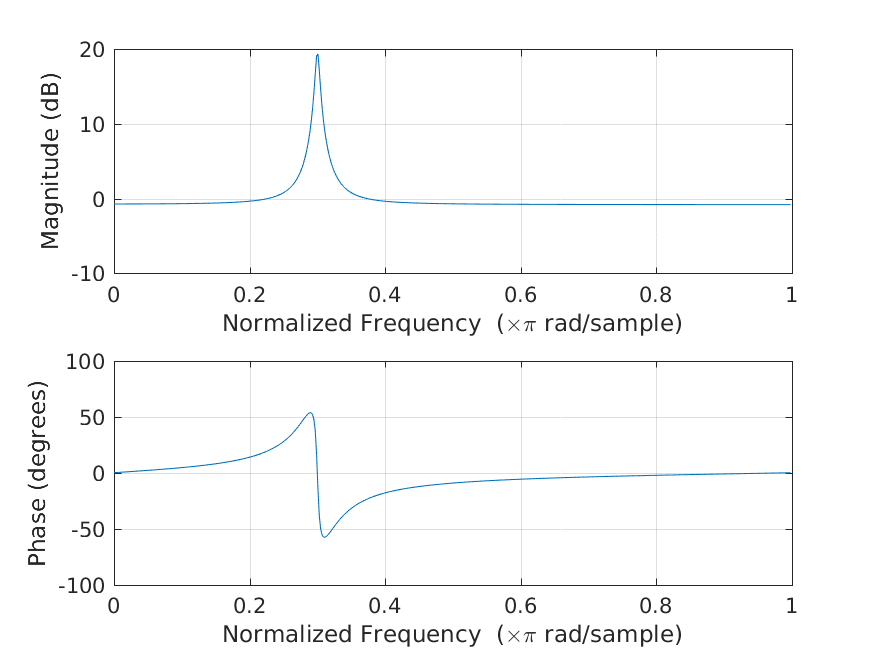 20
10
0
-10
Magnitude (dB)
0 0.2 0.4 0.6 0.8 1
Normalized Frequency (×π rad/sample)
100
50
0
-50
-100
Phase (degrees)
0 0.2 0.4 0.6 0.8 1
Normalized Frequency (×π rad/sample)